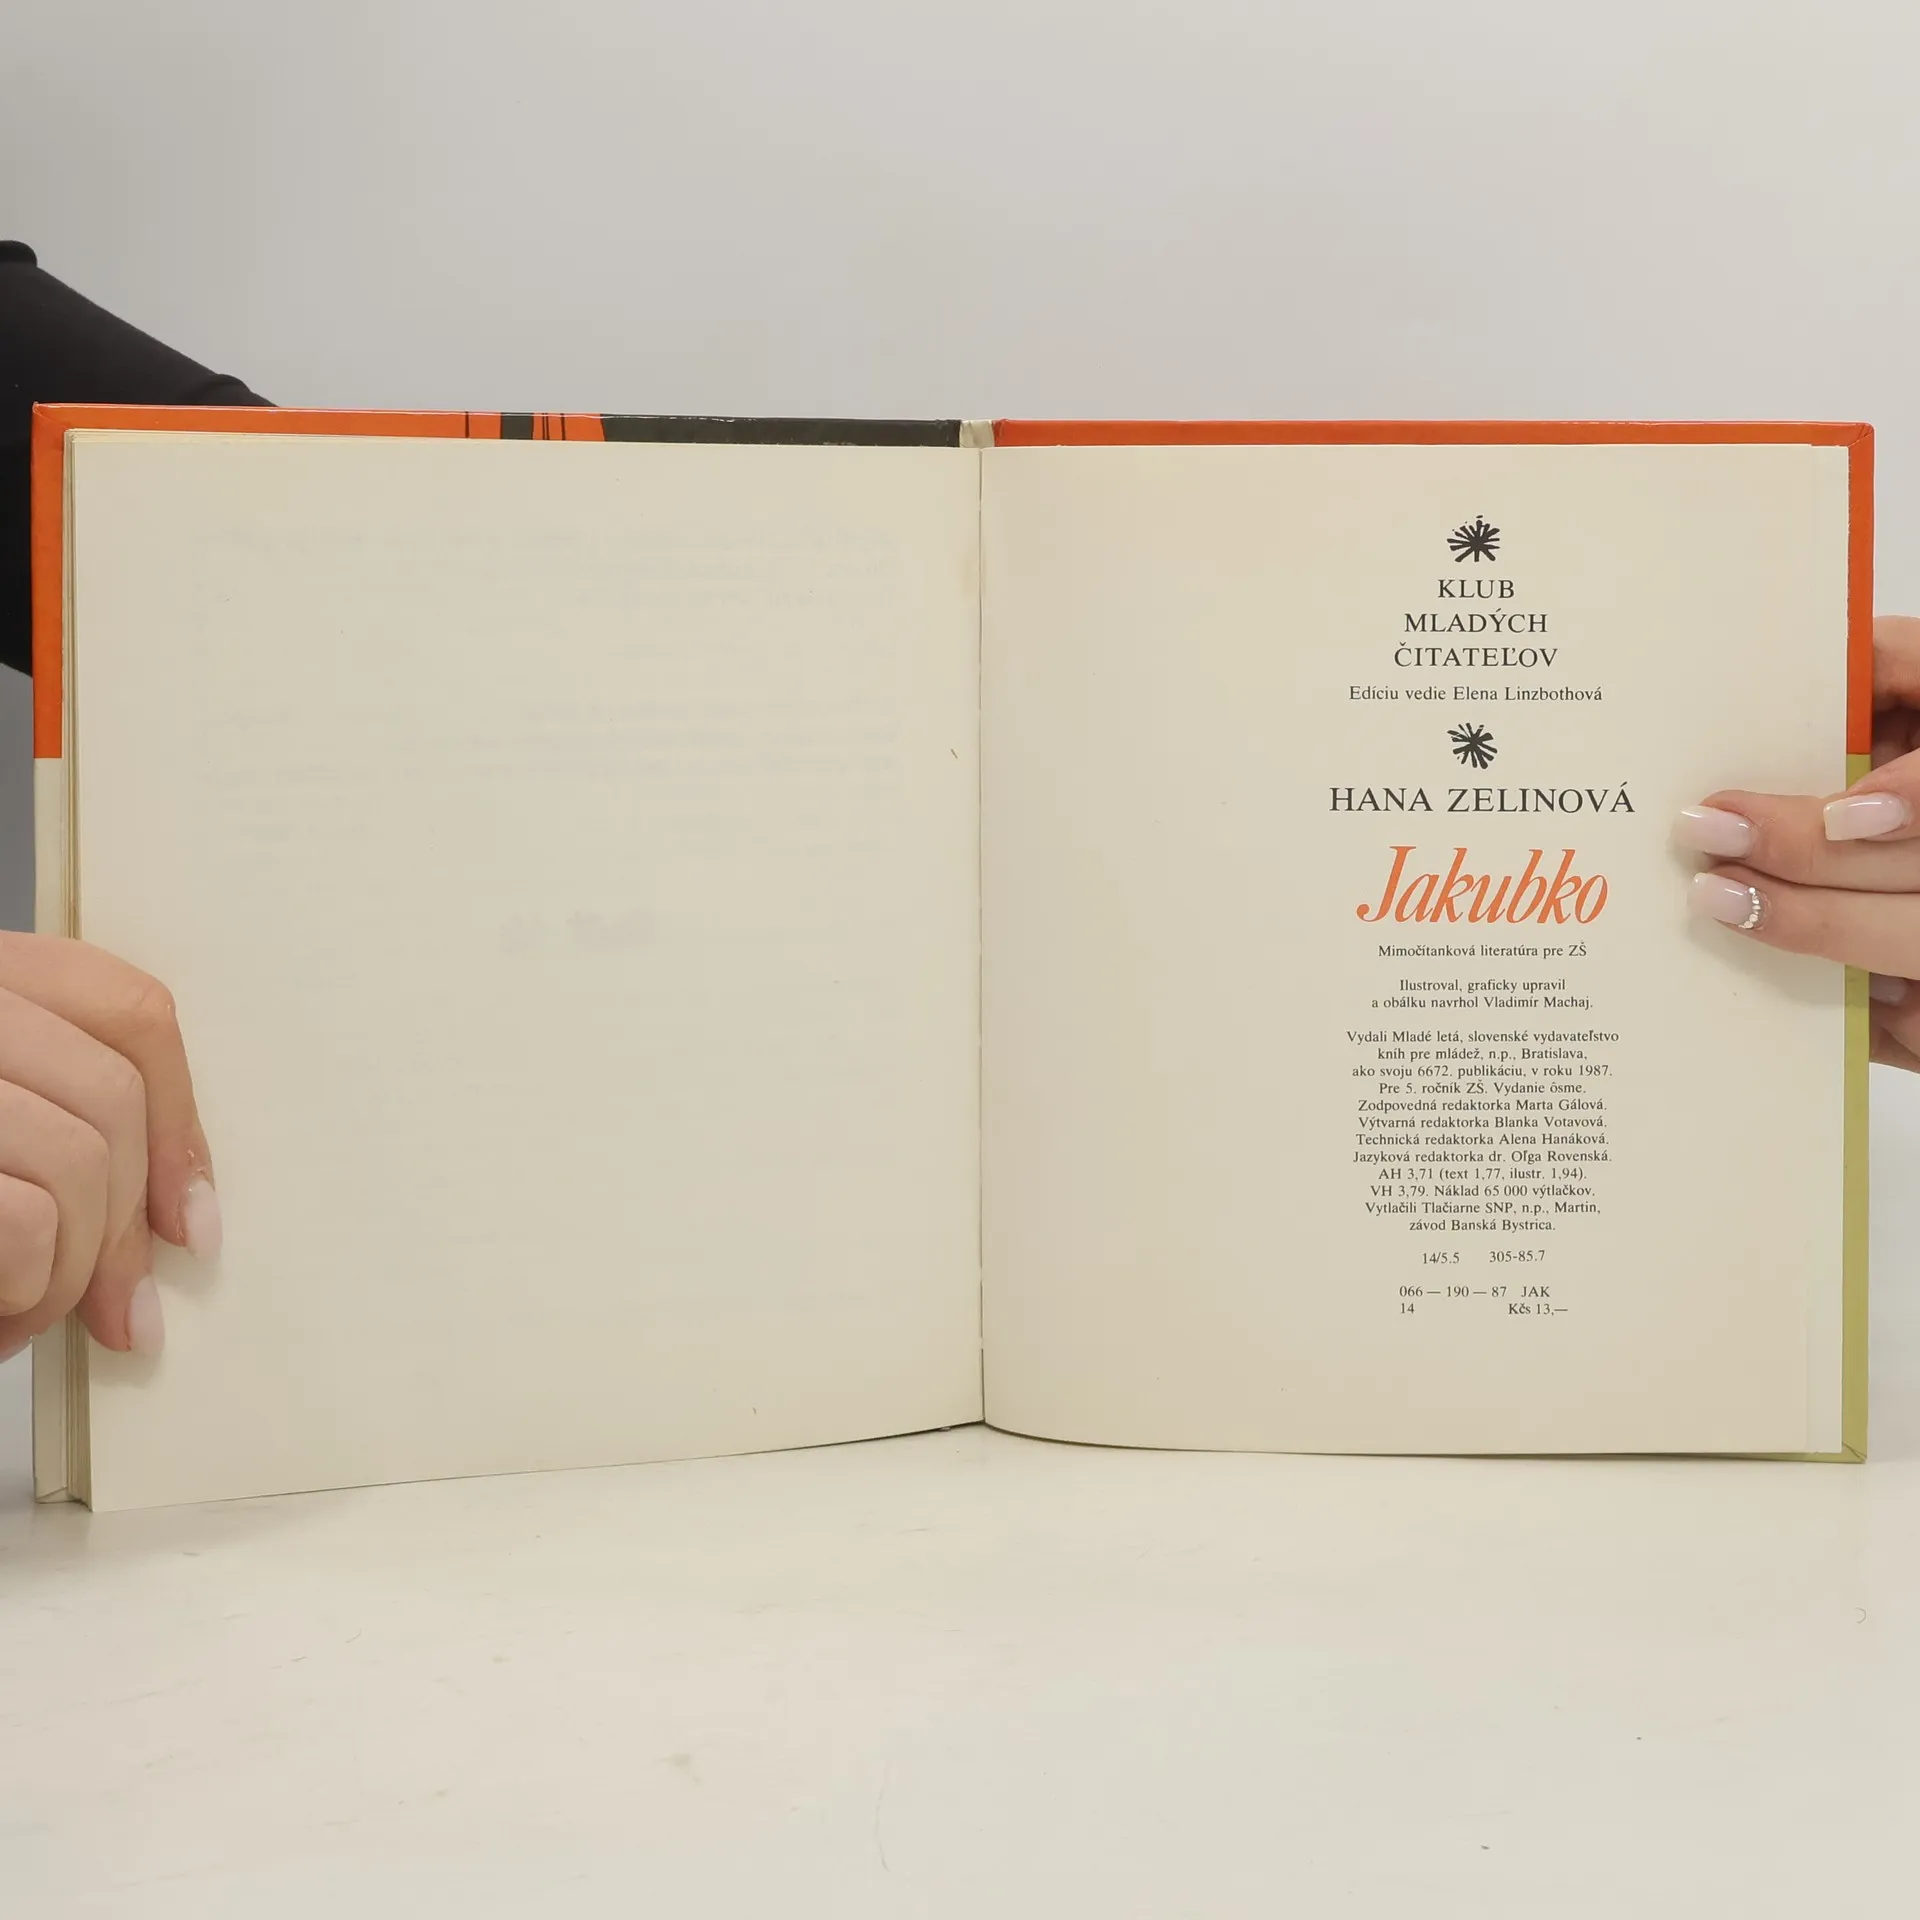 KLUB
MLADÝCH
ČITATEĽOV
Edíciu vedie Elena Linzbothová
HANA ZELINOVÁ
Jakubko
Mimočítanková literatúra pre ZŠ
Ilustroval, graficky upravil
a obálku navrhol Vladimír Machaj.
Vydali Mladé letá, slovenské vydavateľstvo
kníh pre mládež, n.p., Bratislava,
ako svoju 6672. publikáciu, v roku 1987.
Pre 5. ročník ZŠ. Vydanie ôsme.
Zodpovedná redaktorka Marta Gálová.
Výtvarná redaktorka Blanka Votavová.
Technická redaktorka Alena Hanáková.
Jazyková redaktorka dr. Oľga Rovenská.
AH 3,71 (text 1,77, ilustr. 1,94).
VH 3,79. Náklad 65 000 výtlačkov.
Vytlačili Tlačiarne SNP, n.p., Martin,
závod Banská Bystrica.
14/5.5 305-85.7
066 — 190 — 87 JAK
14 Kčs 13,—